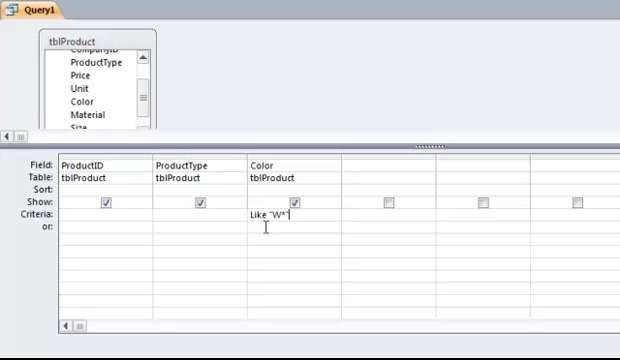 Query1
tblProduct
CompanyID
ProductType
Price
Unit
Color
Material
Size
Field: ProductID ProductType Color
Table: tblProduct tblProduct tblProduct
Sort:
Show:
Criteria: Like "W*"
or: